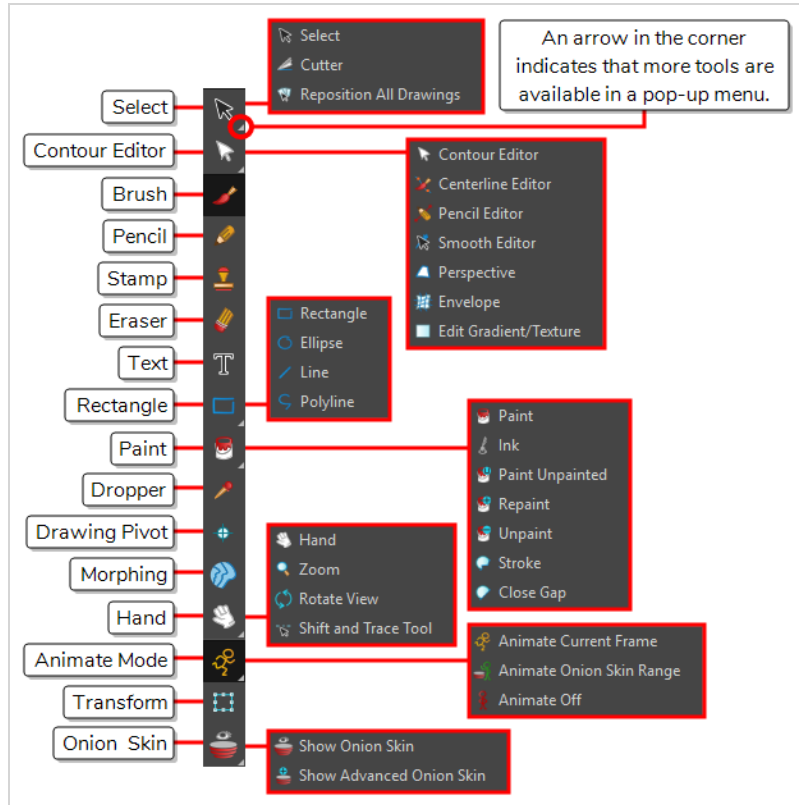 Select
Cutter
Reposition All Drawings
An arrow in the corner
indicates that more tools are
available in a pop-up menu.
Select
Contour Editor
Brush
Pencil
Stamp
Eraser
Text
Rectangle
Paint
Dropper
Drawing Pivot
Morphing
Hand
Animate Mode
Transform
Onion Skin
Contour Editor
Centerline Editor
Pencil Editor
Smooth Editor
Perspective
Envelope
Edit Gradient/Texture
Rectangle
Ellipse
Line
Polyline
Paint
Ink
Paint Unpainted
Repaint
Unpaint
Stroke
Close Gap
Hand
Zoom
Rotate View
Shift and Trace Tool
Animate Current Frame
Animate Onion Skin Range
Animate Off
Show Onion Skin
Show Advanced Onion Skin